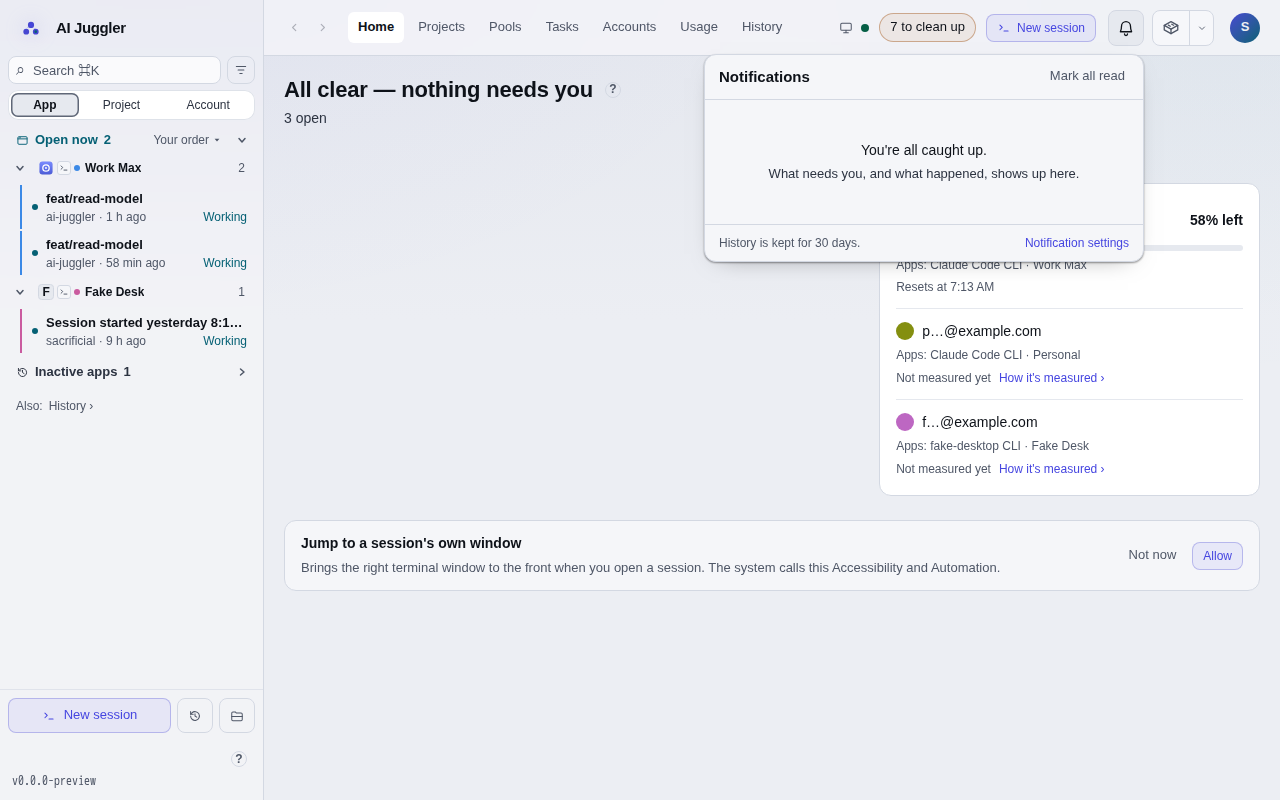 AI Juggler
Search ⌘K
App
Project
Account
Open now 2
Your order
Work Max
2
feat/read-model
ai-juggler · 1 h ago
Working
feat/read-model
ai-juggler · 58 min ago
Working
F
Fake Desk
1
Session started yesterday 8:1…
sacrificial · 9 h ago
Working
Inactive apps 1
Also: History ›
New session
?
v0.0.0-preview
Home
Projects
Pools
Tasks
Accounts
Usage
History
7 to clean up
New session
S
All clear — nothing needs you
?
3 open
Notifications
Mark all read
You're all caught up.
What needs you, and what happened, shows up here.
History is kept for 30 days.
Notification settings
58% left
Apps: Claude Code CLI · Work Max
Resets at 7:13 AM
p…@example.com
Apps: Claude Code CLI · Personal
Not measured yet How it's measured ›
f…@example.com
Apps: fake-desktop CLI · Fake Desk
Not measured yet How it's measured ›
Jump to a session's own window
Brings the right terminal window to the front when you open a session. The system calls this Accessibility and Automation.
Not now
Allow